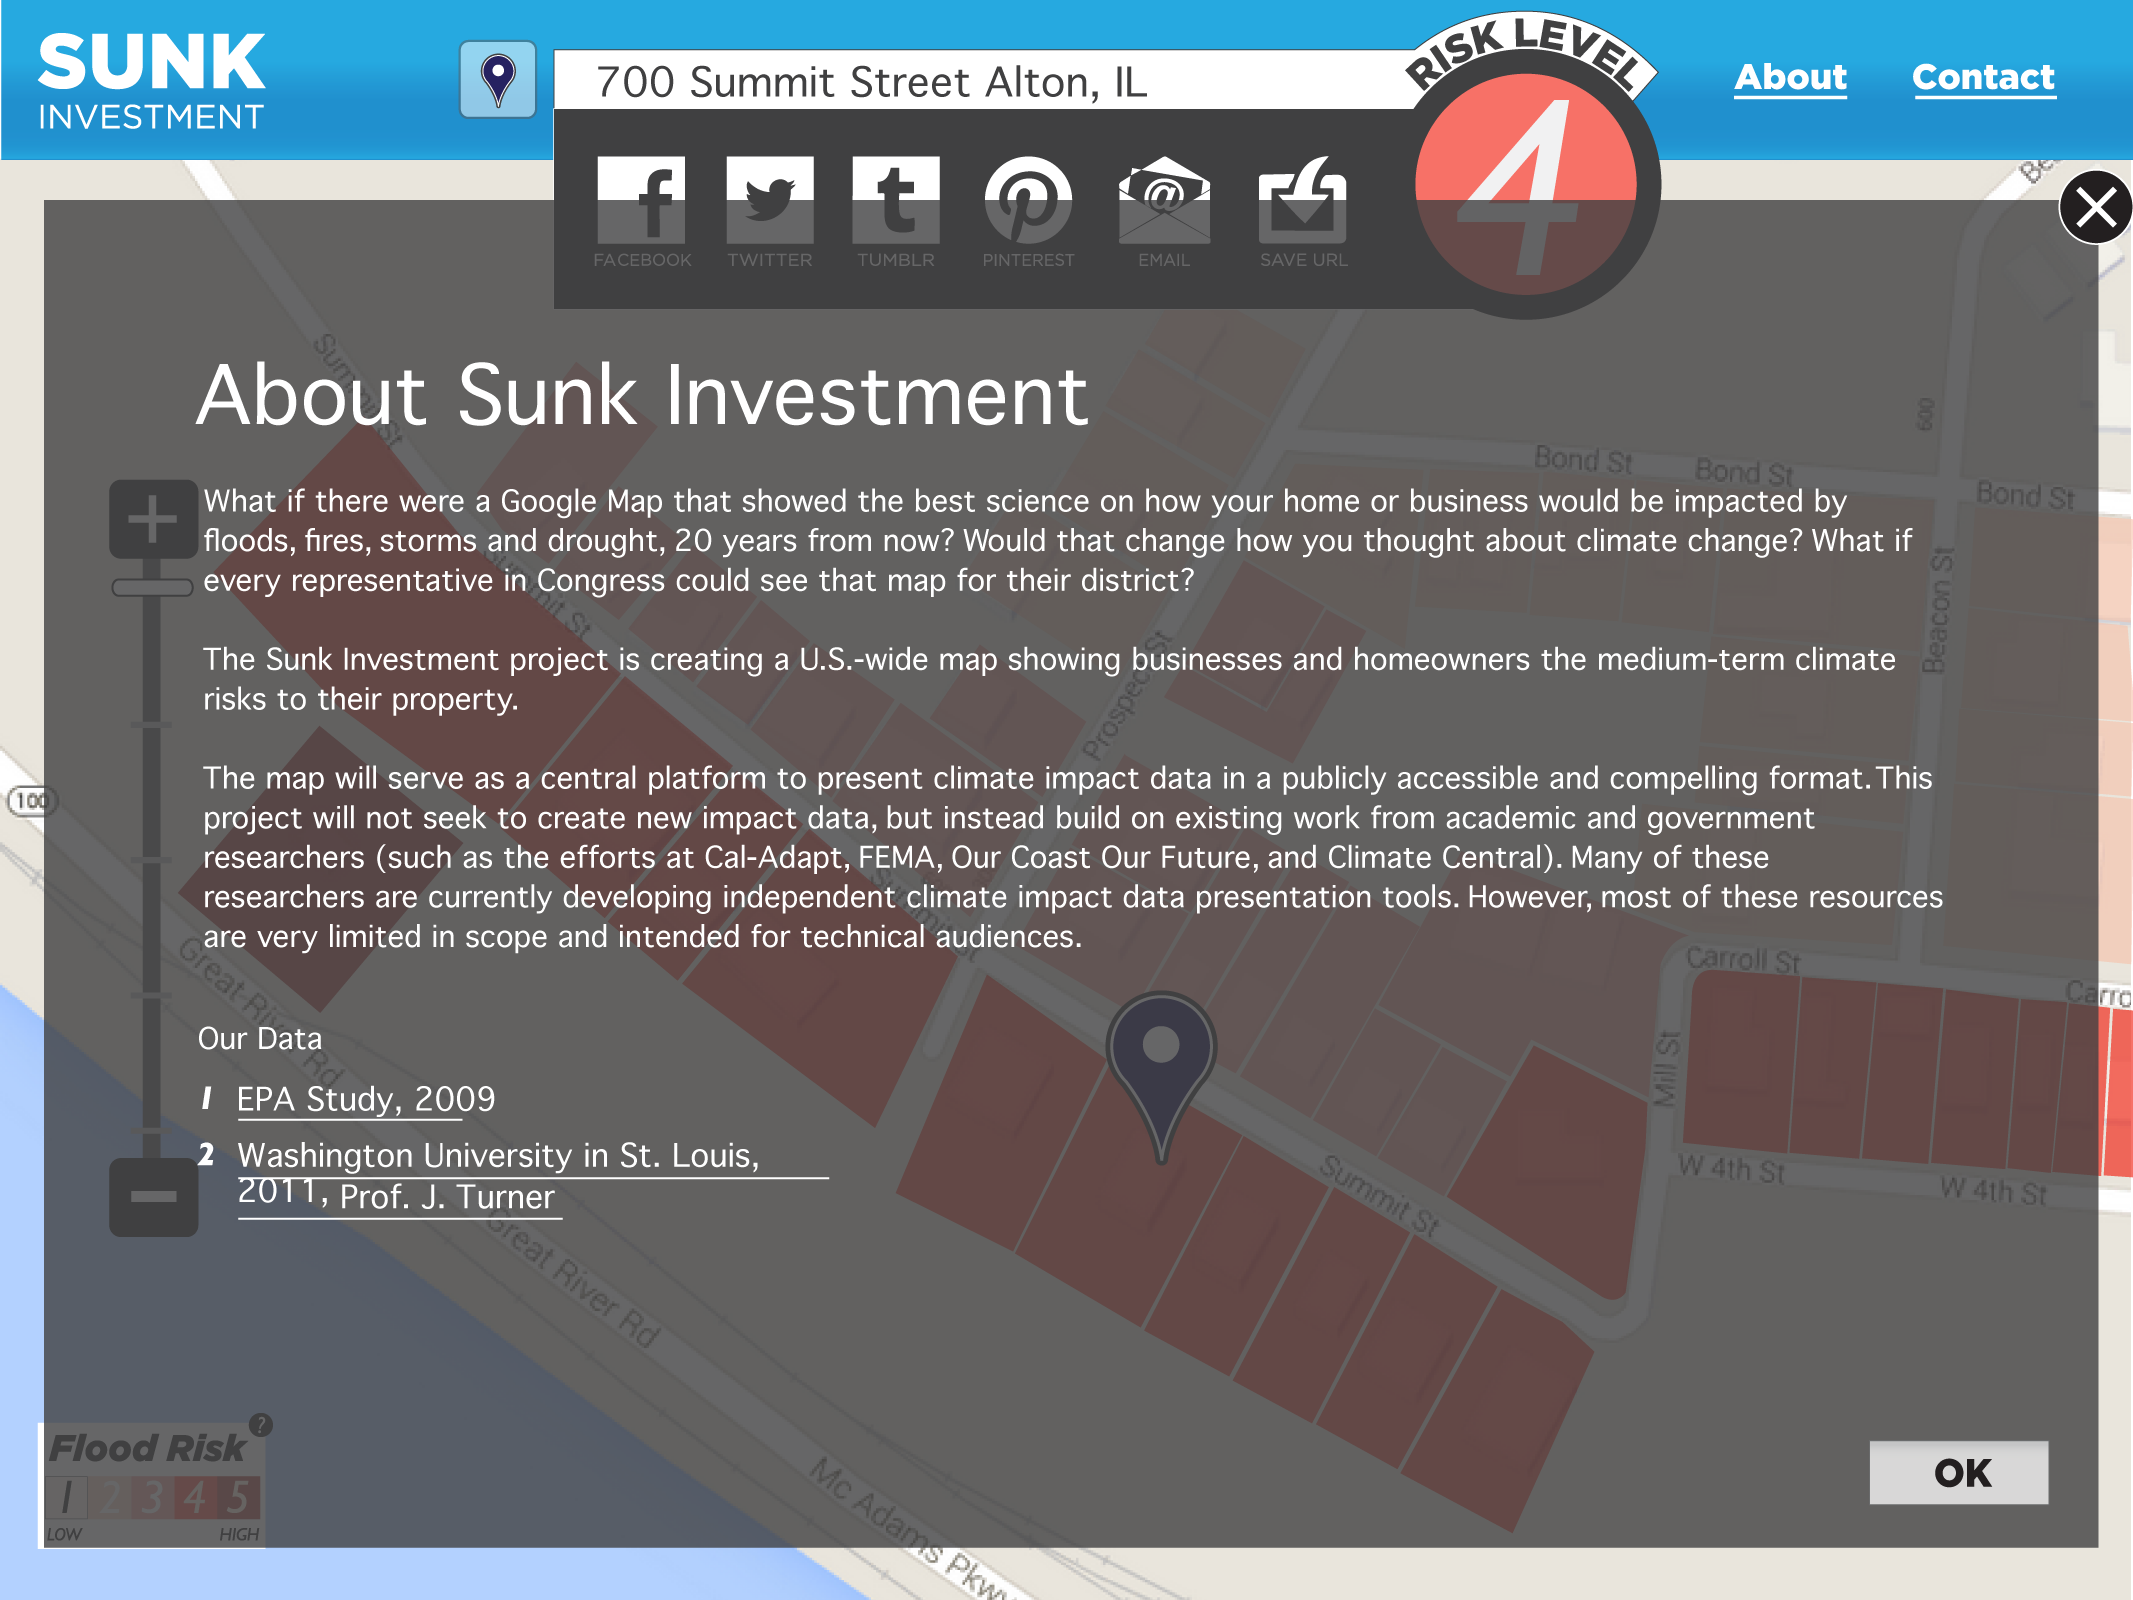 SUNK
INVESTMENT
700 Summit Street Alton, IL
RISK LEVEL
4
About
Contact
FACEBOOK
TWITTER
TUMBLR
PINTEREST
EMAIL
SAVE URL
About Sunk Investment
What if there were a Google Map that showed the best science on how your home or business would be impacted by
floods, fires, storms and drought, 20 years from now? Would that change how you thought about climate change? What if
every representative in Congress could see that map for their district?
The Sunk Investment project is creating a U.S.-wide map showing businesses and homeowners the medium-term climate
risks to their property.
The map will serve as a central platform to present climate impact data in a publicly accessible and compelling format. This
project will not seek to create new impact data, but instead build on existing work from academic and government
researchers (such as the efforts at Cal-Adapt, FEMA, Our Coast Our Future, and Climate Central). Many of these
researchers are currently developing independent climate impact data presentation tools. However, most of these resources
are very limited in scope and intended for technical audiences.
Our Data
1 EPA Study, 2009
2 Washington University in St. Louis,
2011, Prof. J. Turner
OK
Flood Risk
?
1 2 3 4 5
LOW
HIGH
Summit St
Summit St
Summit St
Summit St
Prospect St
Bond St
Bond St
Bond St
600
Beacon St
Carroll St
Carro
Mill St
W 4th St
W 4th St
100
Great River Rd
Great River Rd
Mc Adams Pkwy